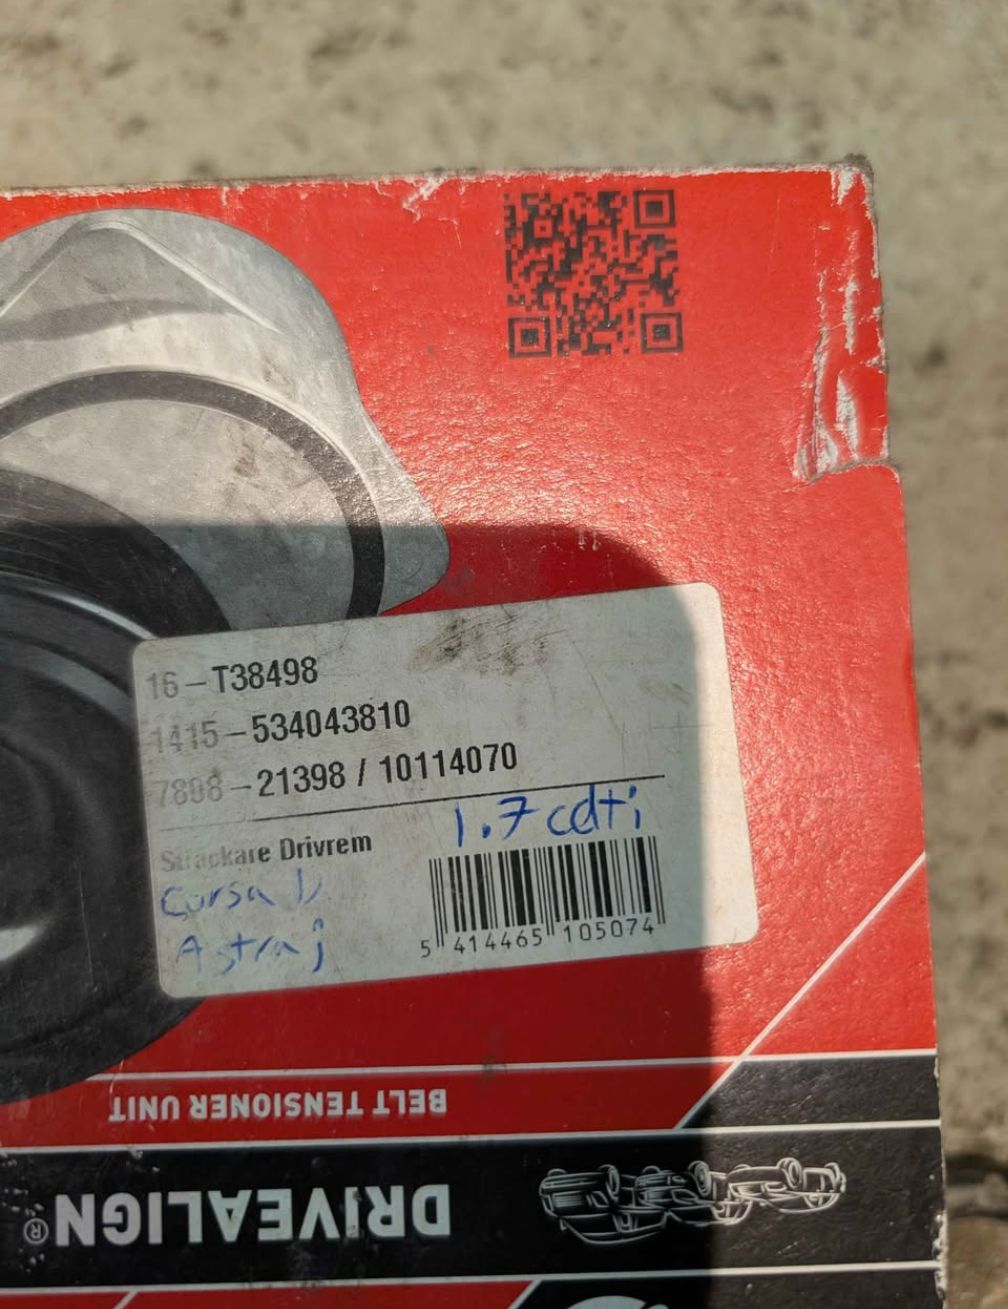 16-T38498
1415-534043810
7808-21398 / 10114070
Sträckare Drivrem
1.7 cdti
Corsa D
Astra j
5 414465 105074
BELT TENSIONER UNIT
DRIVEALIGN®